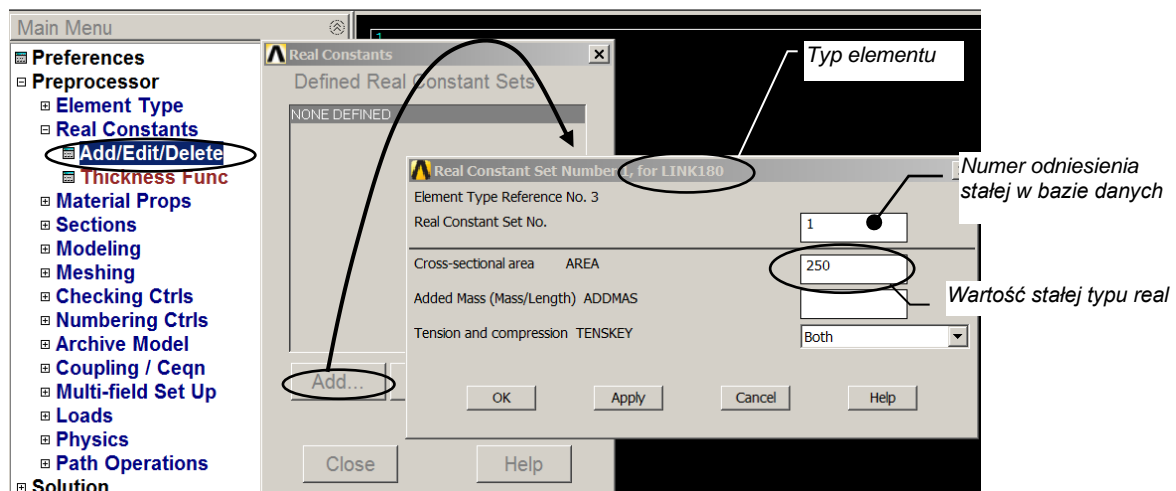 Main Menu
Preferences
Preprocessor
Element Type
Real Constants
Add/Edit/Delete
Thickness Func
Material Props
Sections
Modeling
Meshing
Checking Ctrls
Numbering Ctrls
Archive Model
Coupling / Ceqn
Multi-field Set Up
Loads
Physics
Path Operations
Solution
1
Real Constants
Defined Real Constant Sets
NONE DEFINED
Add...
Close
Help
Real Constant Set Number 1, for LINK180
Element Type Reference No. 3
Real Constant Set No.
1
Cross-sectional area AREA
250
Added Mass (Mass/Length) ADDMAS
Tension and compression TENSKEY
Both
OK
Apply
Cancel
Help
Typ elementu
Numer odniesienia
stałej w bazie danych
Wartość stałej typu real